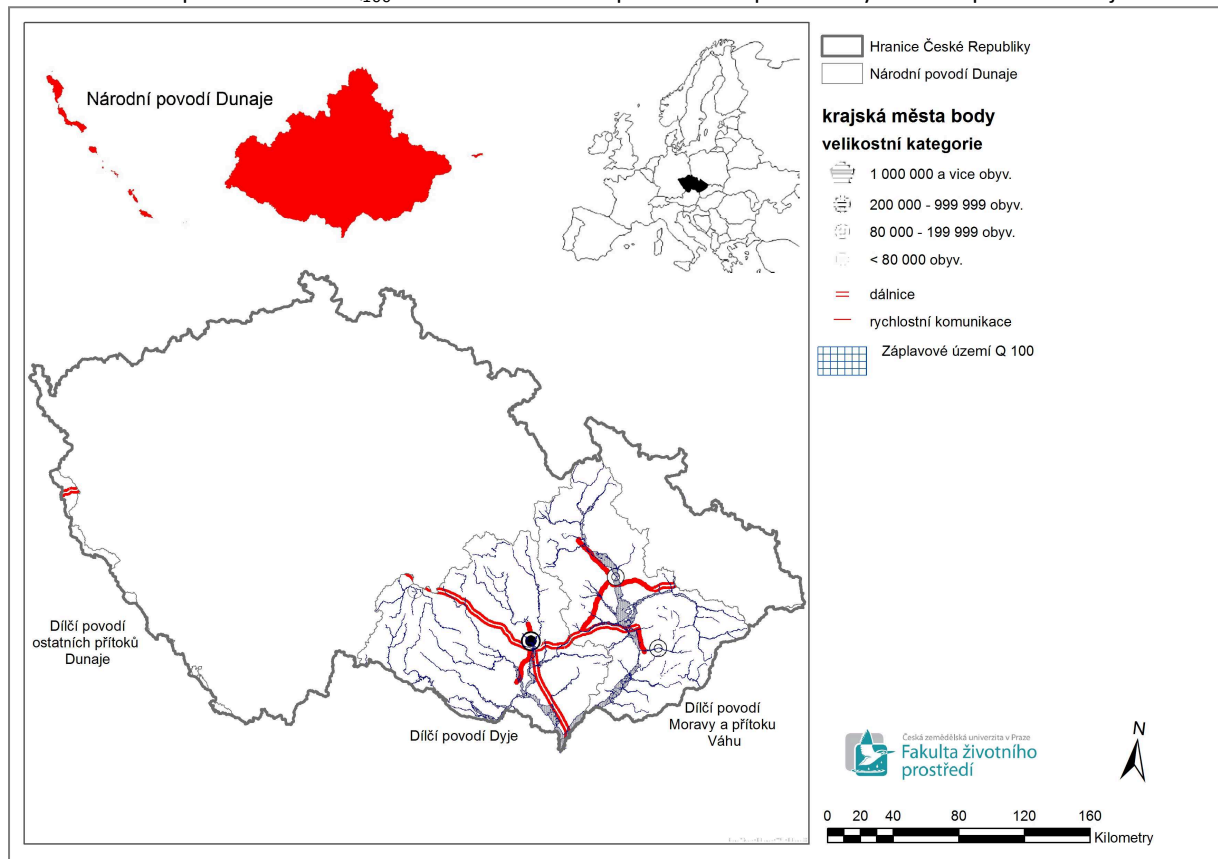 Národní povodí Dunaje
Hranice České Republiky
Národní povodí Dunaje
krajská města body
velikostní kategorie
1 000 000 a vice obyv.
200 000 - 999 999 obyv.
80 000 - 199 999 obyv.
< 80 000 obyv.
dálnice
rychlostní komunikace
Záplavové území Q 100
Dílčí povodí
ostatních přítoků
Dunaje
Dílčí povodí Dyje
Dílčí povodí
Moravy a přítoku
Váhu
Česká zemědělská univerzita v Praze
Fakulta životního
prostředí
N
0 20 40 80 120 160
Kilometry